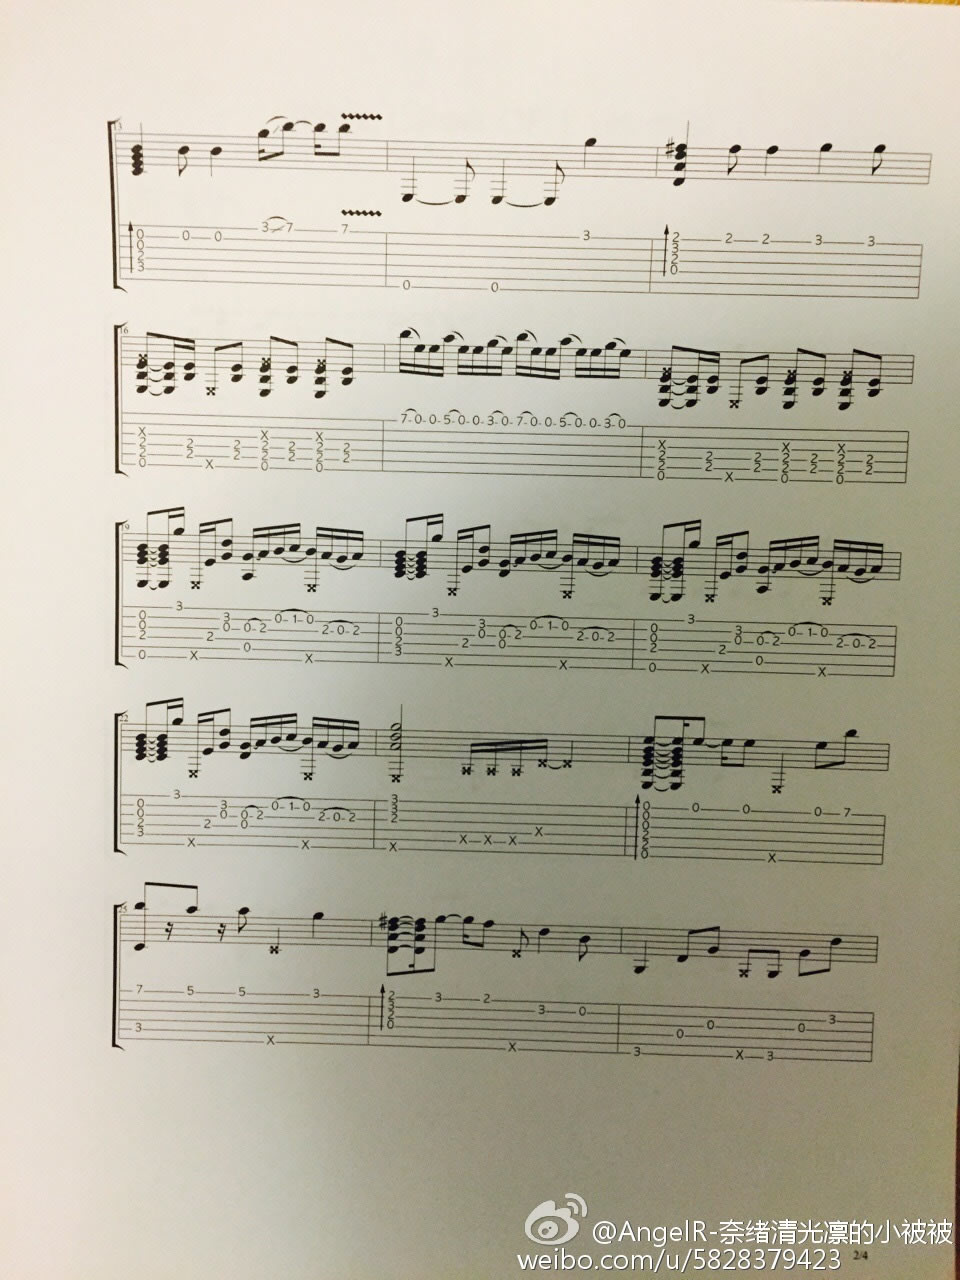 13
0 0 3 7 7 3 2 2 2 3 3
0 3
0 2
2 2
3 0
0 0
16
7-0-0-5-0-0-3-0-7-0-0-5-0-0-3-0
X X X X X X
2 2 2 2 2 2 2 2 2 2
2 2 2 2 2 2 2 2 2 2
0 X 0 0 0 X 0 0
19
3 3 3
0 3 0-1-0 0 3 0-1-0 0 3 0-1-0
0 0-0-2 2-0-2 0 0-0-2 2-0-2 0 0-0-2 2-0-2
2 2 2 2 2 2
0 0 0
3
0 X X X X 0 X X
22
3 3 0 0 0 0 7
0 3 0-1-0 3 0
0 0-0-2 2-0-2 2 0
2 2 0 2
3 X X X X 2
X X X 0 X
25
7 5 5 3 2 3 2
3 3 0 3
2 0 0
3 0 0
X X 3 X 3
@AngelR-奈绪清光凛的小被被
weibo.com/u/5828379423
2/4